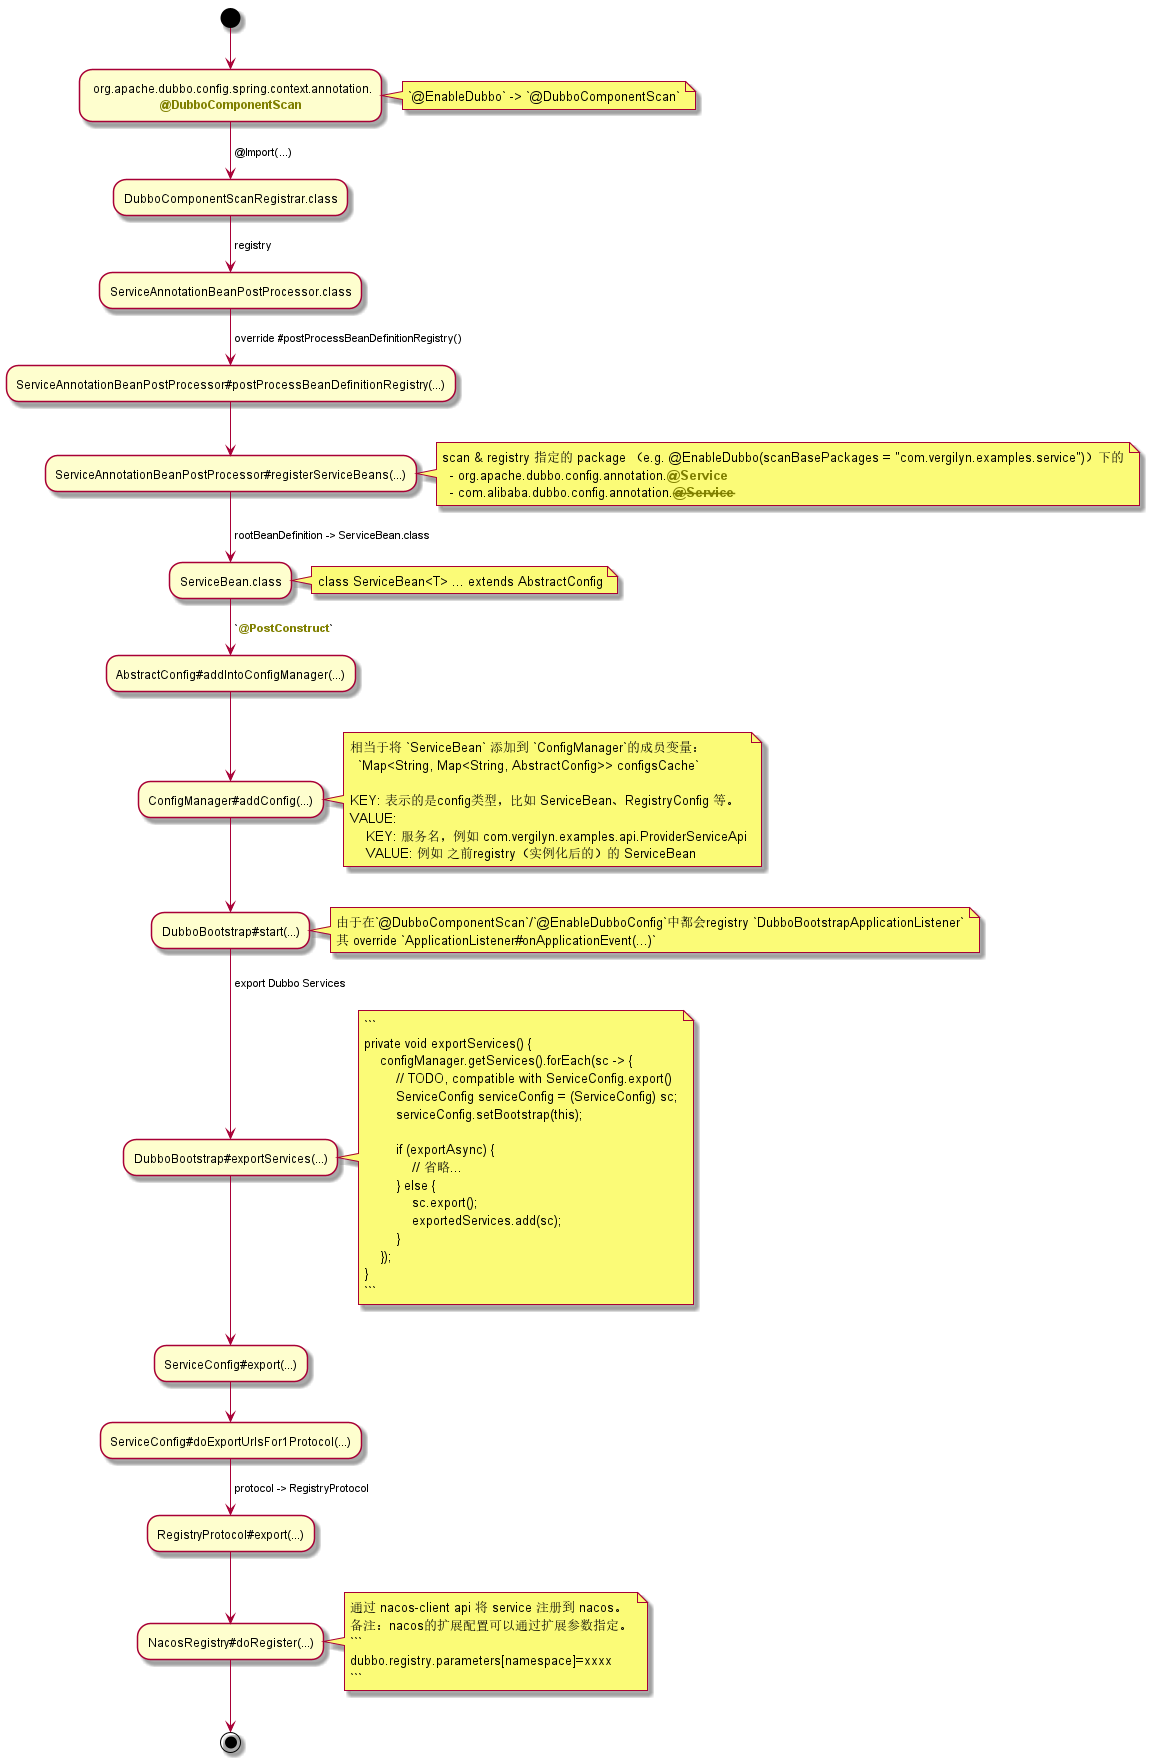 org.apache.dubbo.config.spring.context.annotation.
@DubboComponentScan
`@EnableDubbo` -> `@DubboComponentScan`
@Import(...)
DubboComponentScanRegistrar.class
registry
ServiceAnnotationBeanPostProcessor.class
override #postProcessBeanDefinitionRegistry()
ServiceAnnotationBeanPostProcessor#postProcessBeanDefinitionRegistry(...)
ServiceAnnotationBeanPostProcessor#registerServiceBeans(...)
scan & registry 指定的 package （e.g. @EnableDubbo(scanBasePackages = "com.vergilyn.examples.service")）下的
- org.apache.dubbo.config.annotation.@Service
- com.alibaba.dubbo.config.annotation.@Service
rootBeanDefinition -> ServiceBean.class
ServiceBean.class
class ServiceBean<T> ... extends AbstractConfig
`@PostConstruct`
AbstractConfig#addIntoConfigManager(...)
ConfigManager#addConfig(...)
相当于将 `ServiceBean` 添加到 `ConfigManager`的成员变量：
`Map<String, Map<String, AbstractConfig>> configsCache`
KEY: 表示的是config类型，比如 ServiceBean、RegistryConfig 等。
VALUE:
KEY: 服务名，例如 com.vergilyn.examples.api.ProviderServiceApi
VALUE: 例如 之前registry（实例化后的）的 ServiceBean
DubboBootstrap#start(...)
由于在`@DubboComponentScan`/`@EnableDubboConfig`中都会registry `DubboBootstrapApplicationListener`
其 override `ApplicationListener#onApplicationEvent(...)`
export Dubbo Services
DubboBootstrap#exportServices(...)
```
private void exportServices() {
configManager.getServices().forEach(sc -> {
// TODO, compatible with ServiceConfig.export()
ServiceConfig serviceConfig = (ServiceConfig) sc;
serviceConfig.setBootstrap(this);
if (exportAsync) {
// 省略...
} else {
sc.export();
exportedServices.add(sc);
}
});
}
```
ServiceConfig#export(...)
ServiceConfig#doExportUrlsFor1Protocol(...)
protocol -> RegistryProtocol
RegistryProtocol#export(...)
NacosRegistry#doRegister(...)
通过 nacos-client api 将 service 注册到 nacos。
备注：nacos的扩展配置可以通过扩展参数指定。
```
dubbo.registry.parameters[namespace]=xxxx
```